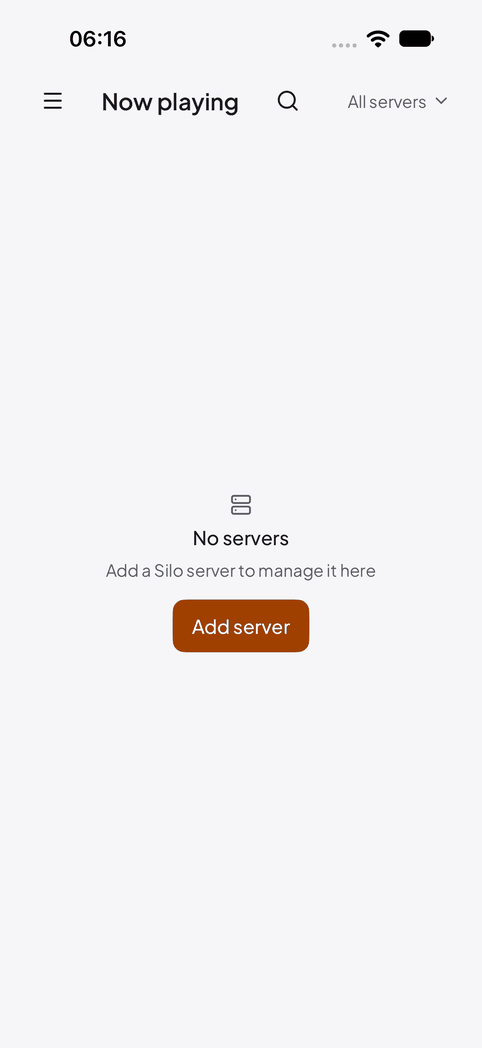 06:16
Now playing
All servers
No servers
Add a Silo server to manage it here
Add server